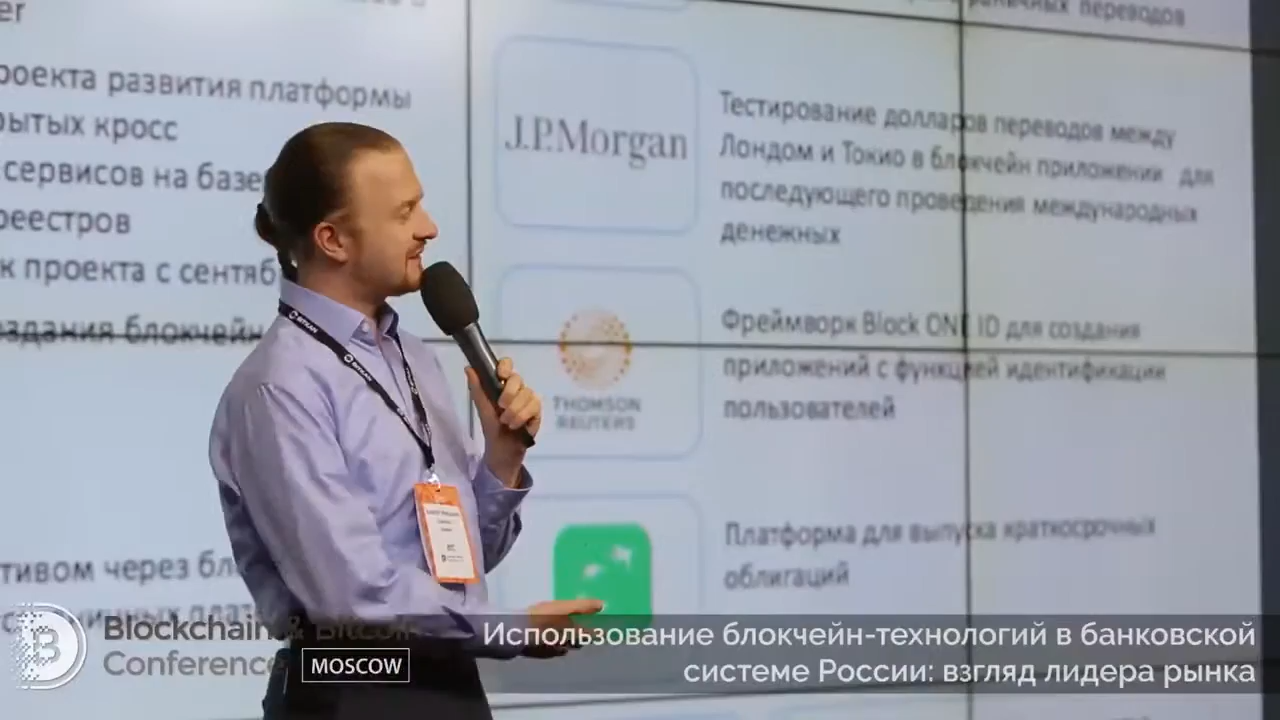 er
раничных переводов
роекта развития платформы
рытых кросс
сервисов на базе
реестров
к проекта с сентяб
оздания блокчейн
тивом через бл
J.P.Morgan
Тестирование долларов переводов между
Лондом и Токио в блокчейн приложении для
последующего проведения международных
денежных
THOMSON
REUTERS
Фреймворк Block ONE ID для создания
приложений с функцией идентификации
пользователей
Платформа для выпуска краткосрочных
облигаций
BITKAN
Blockchain & Bitcoin
Conference
MOSCOW
Использование блокчейн-технологий в банковской
системе России: взгляд лидера рынка